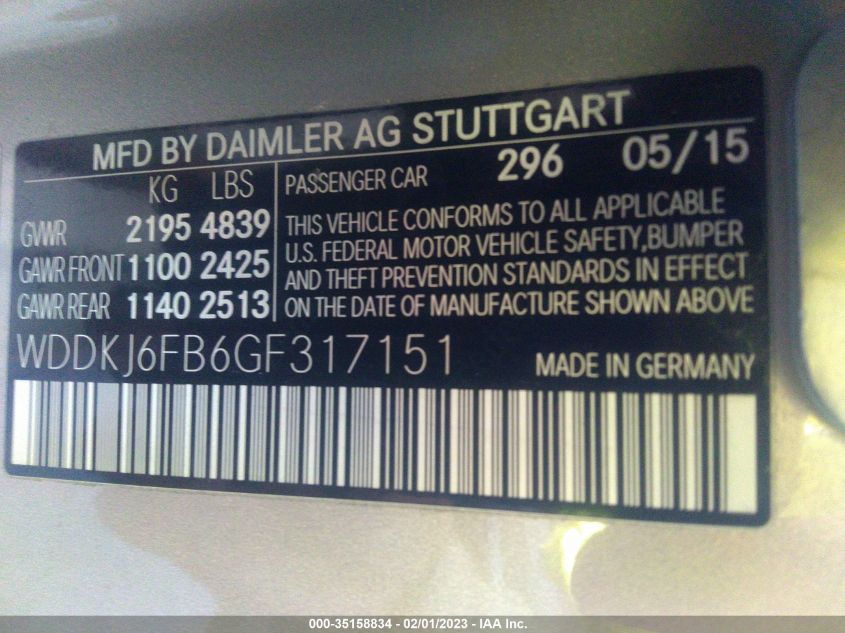 MFD BY DAIMLER AG STUTTGART
KG LBS
GVWR 2195 4839
GAWR FRONT 1100 2425
GAWR REAR 1140 2513
PASSENGER CAR 296 05/15
THIS VEHICLE CONFORMS TO ALL APPLICABLE
U.S. FEDERAL MOTOR VEHICLE SAFETY,BUMPER
AND THEFT PREVENTION STANDARDS IN EFFECT
ON THE DATE OF MANUFACTURE SHOWN ABOVE
WDDKJ6FB6GF317151 MADE IN GERMANY
000-35158834 - 02/01/2023 - IAA Inc.